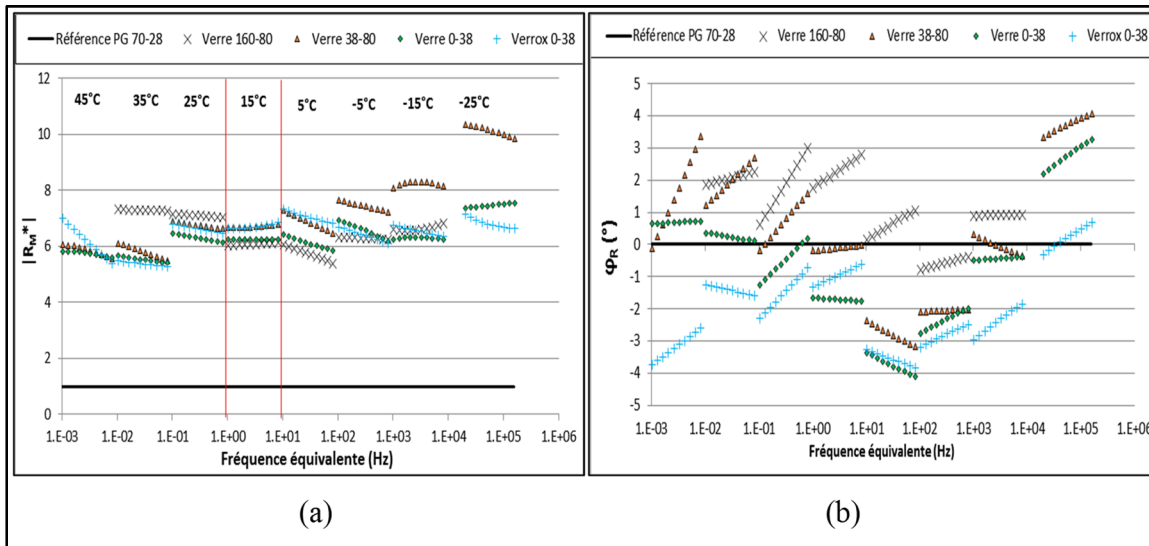 (a)
Référence PG 70-28 Verre 160-80 Verre 38-80 Verre 0-38 Verrox 0-38
12
10
8
6
4
2
0
|R_M*|
45°C 35°C 25°C 15°C 5°C -5°C -15°C -25°C
1.E-03 1.E-02 1.E-01 1.E+00 1.E+01 1.E+02 1.E+03 1.E+04 1.E+05 1.E+06
Fréquence équivalente (Hz)
(b)
Référence PG 70-28 Verre 160-80 Verre 38-80 Verre 0-38 Verrox 0-38
5
4
3
2
1
0
-1
-2
-3
-4
-5
φ_R (°)
1.E-03 1.E-02 1.E-01 1.E+00 1.E+01 1.E+02 1.E+03 1.E+04 1.E+05 1.E+06
Fréquence équivalente (Hz)
(a) (b)